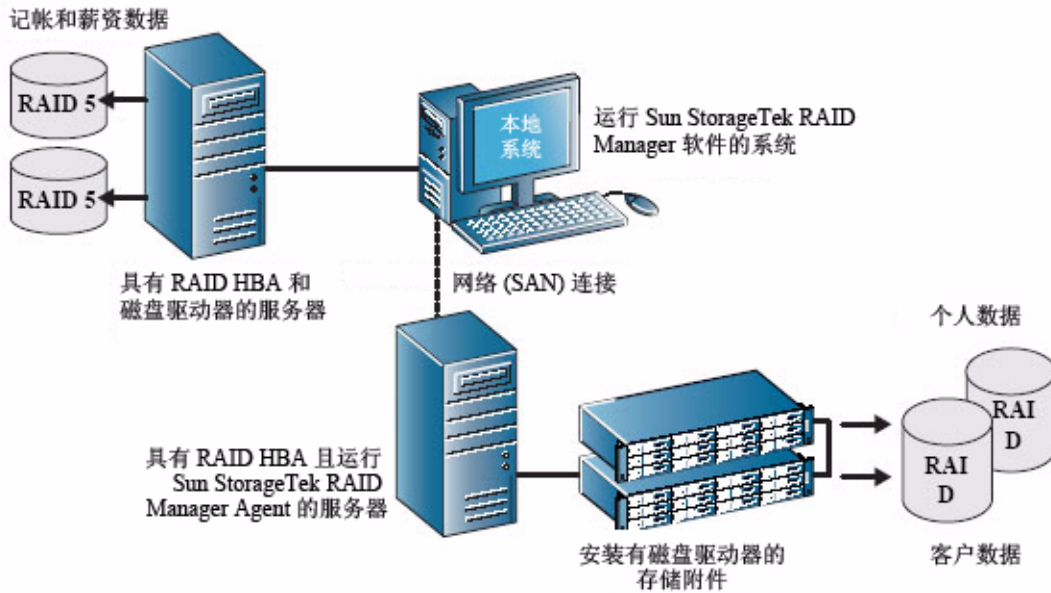 记帐和薪资数据
RAID 5
RAID 5
本地
系统
运行 Sun StorageTek RAID
Manager 软件的系统
具有 RAID HBA 和
磁盘驱动器的服务器
网络 (SAN) 连接
个人数据
RAI
D
RAI
D
具有 RAID HBA 且运行
Sun StorageTek RAID
Manager Agent 的服务器
安装有磁盘驱动器的
存储附件
客户数据